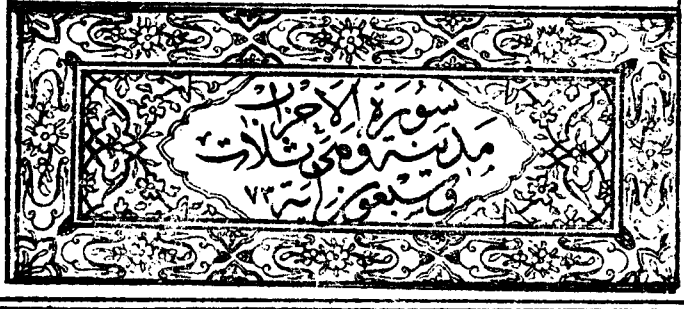 سورة الأحزاب
مدنية وهي ثلاث
وسبعون آية ٧٣